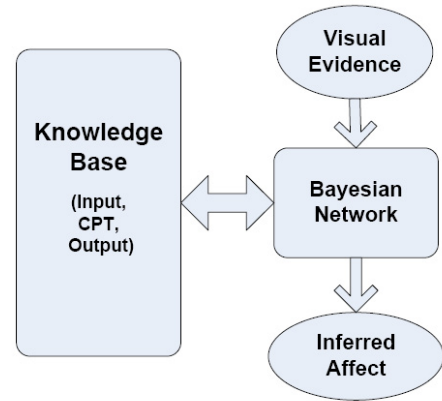 Visual
Evidence
Knowledge
Base
(Input,
CPT,
Output)
Bayesian
Network
Inferred
Affect